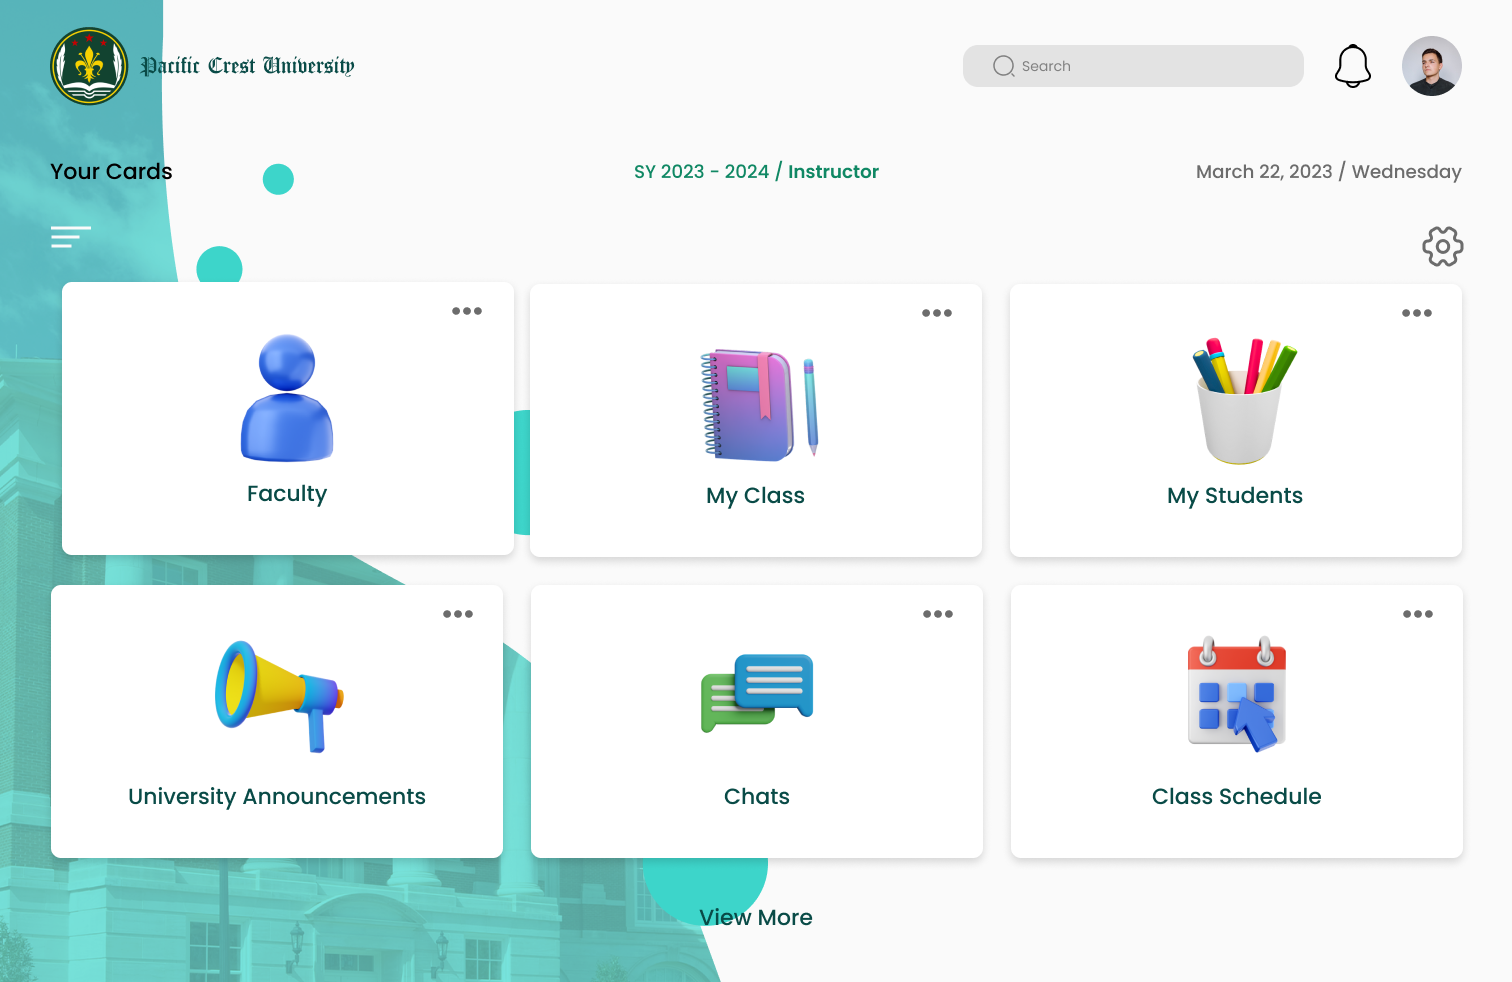 Pacific Crest University
Search
Your Cards
SY 2023 - 2024 / Instructor
March 22, 2023 / Wednesday
Faculty
My Class
My Students
University Announcements
Chats
Class Schedule
View More